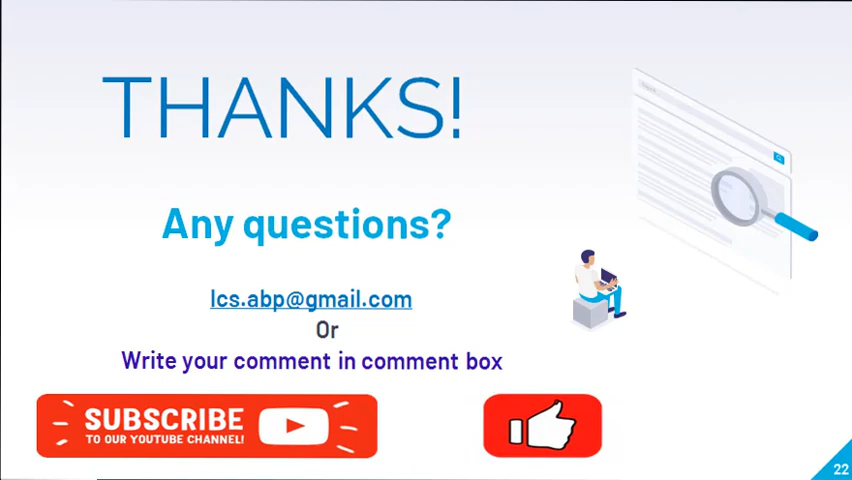 THANKS!
Any questions?
lcs.abp@gmail.com
Or
Write your comment in comment box
SUBSCRIBE
TO OUR YOUTUBE CHANNEL!
22